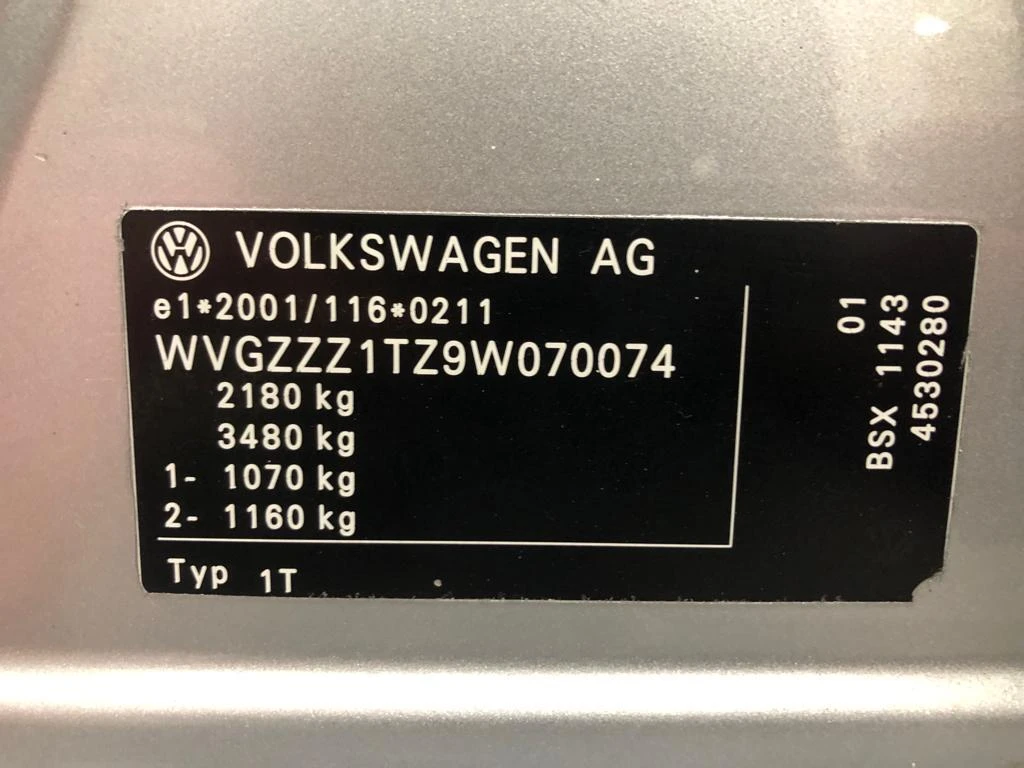 VOLKSWAGEN AG
e1*2001/116*0211
WVGZZZ1TZ9W070074
2180 kg
3480 kg
1- 1070 kg
2- 1160 kg
Typ 1T
01
BSX 1143
4530280